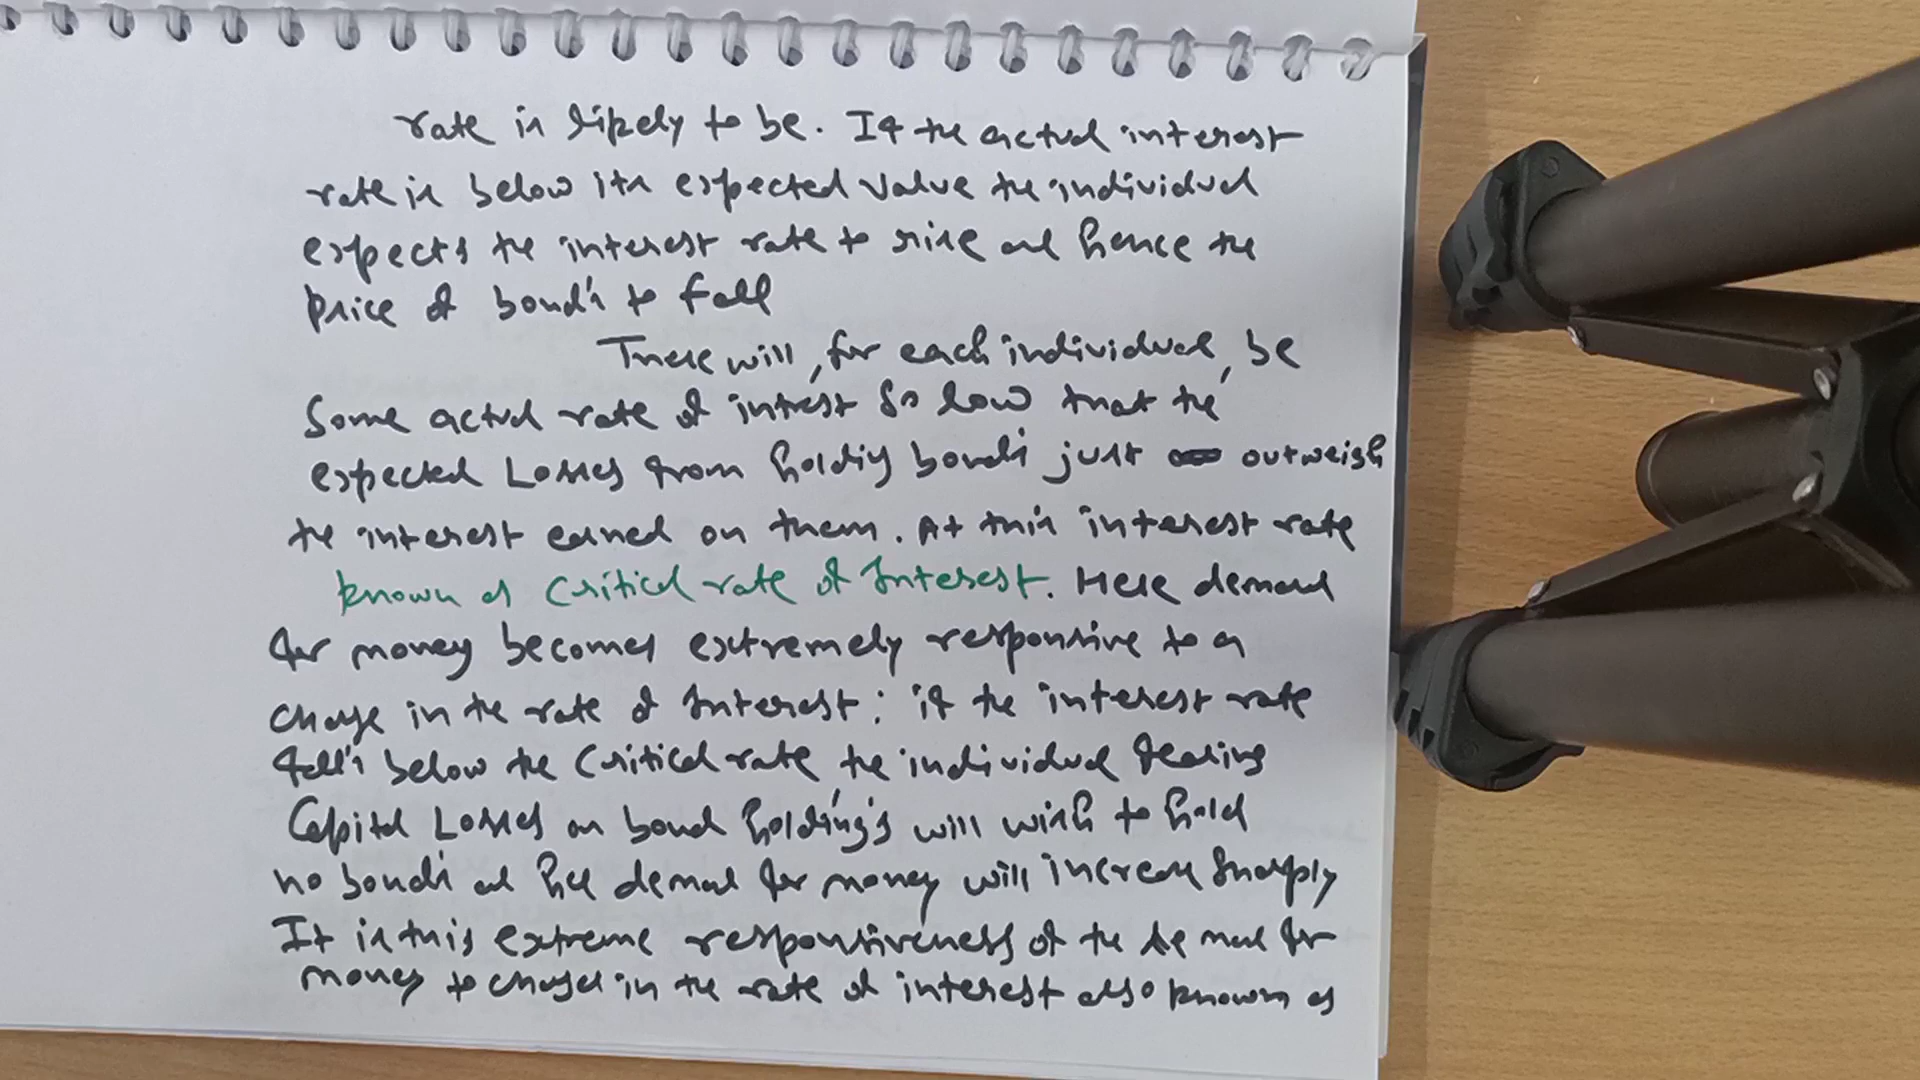 rate is likely to be. If the actual interest
rate is below its expected value the individual
expects the interest rate to rise and hence the
price of bond's to fall
There will, for each individual, be
Some actual rate of intrest so low that the
expected Losses from holding bonds just outweigh
the interest earned on them. At this interest rate
known as critical rate of Interest. Here demand
for money becomes extremely responsive to a
change in the rate of Interest: if the interest rate
fall's below the Critical rate the individual fearing
Capital Losses on bond holding's will wish to hold
no bonds and his demand for money will increase sharply
It is this extreme responsiveness of the demand for
money to changes in the rate of interest also known as